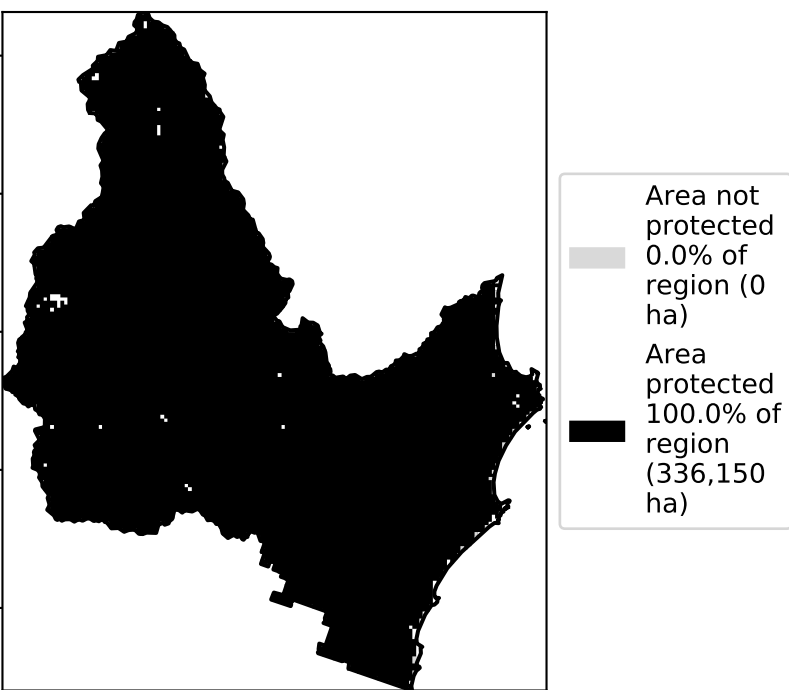 Area not
protected
0.0% of
region (0
ha)
Area
protected
100.0% of
region
(336,150
ha)